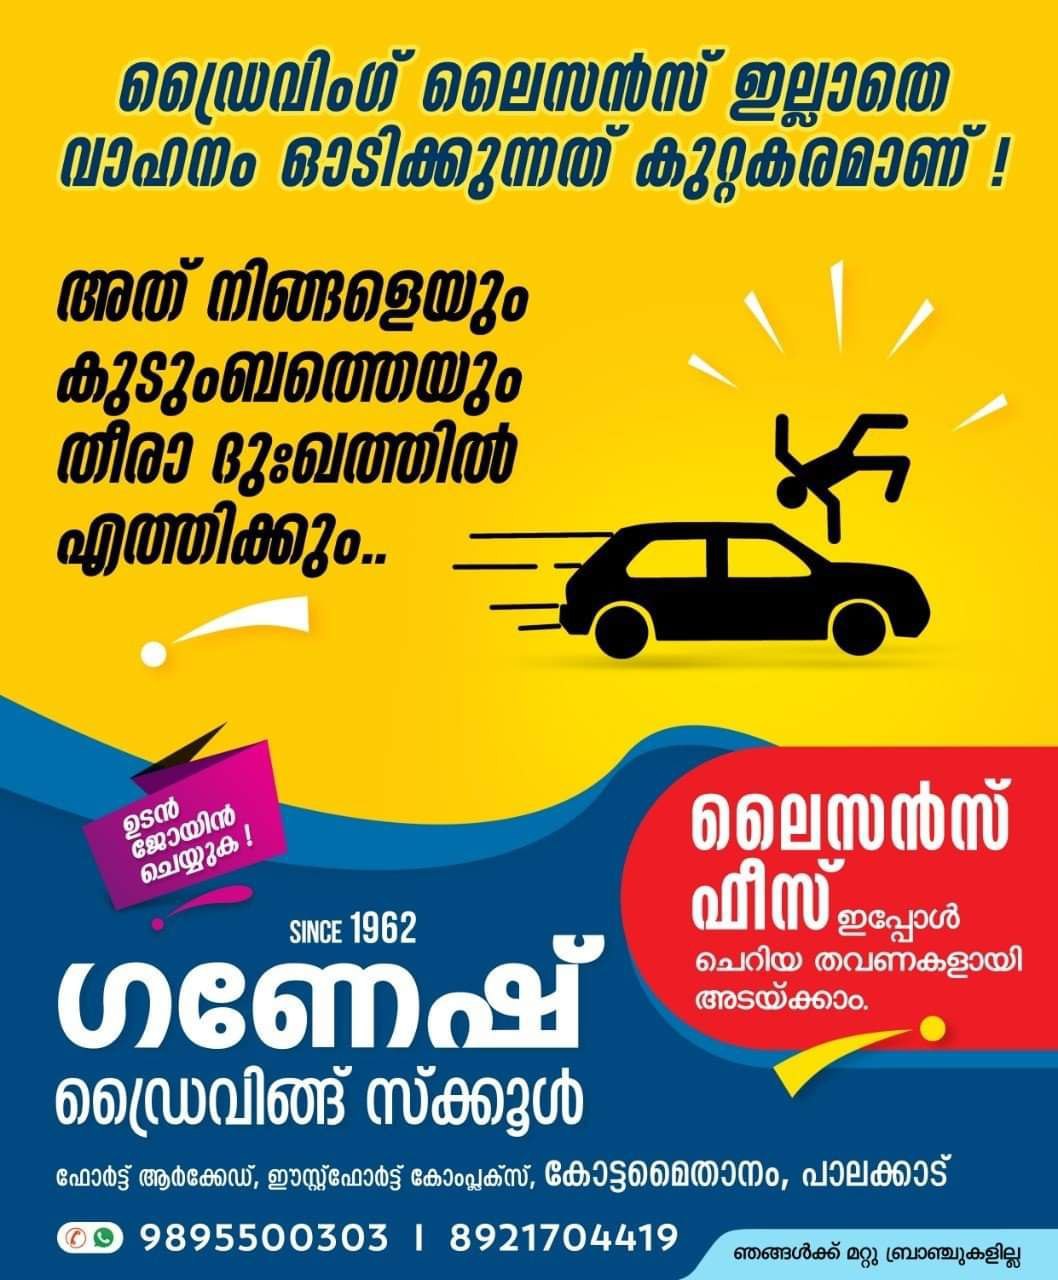 ഡ്രൈവിംഗ് ലൈസൻസ് ഇല്ലാതെ
വാഹനം ഓടിക്കുന്നത് കുറ്റകരമാണ് !
അത് നിങ്ങളെയും
കുടുംബത്തെയും
തീരാ ദുഃഖത്തിൽ
എത്തിക്കും..
ഉടൻ
ജോയിൻ
ചെയ്യുക !
ലൈസൻസ്
ഫീസ് ഇപ്പോൾ
ചെറിയ തവണകളായി
അടയ്ക്കാം.
SINCE 1962
ഗണേഷ്
ഡ്രൈവിങ്ങ് സ്ക്കൂൾ
ഫോർട്ട് ആർക്കേഡ്, ഈസ്റ്റ്ഫോർട്ട് കോംപ്ലക്സ്, കോട്ടമൈതാനം, പാലക്കാട്
9895500303 | 8921704419
ഞങ്ങൾക്ക് മറ്റു ബ്രാഞ്ചുകളില്ല